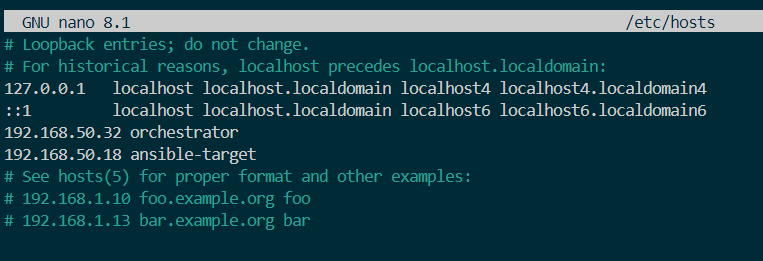 GNU nano 8.1 /etc/hosts
# Loopback entries; do not change.
# For historical reasons, localhost precedes localhost.localdomain:
127.0.0.1   localhost localhost.localdomain localhost4 localhost4.localdomain4
::1         localhost localhost.localdomain localhost6 localhost6.localdomain6
192.168.50.32 orchestrator
192.168.50.18 ansible-target
# See hosts(5) for proper format and other examples:
# 192.168.1.10 foo.example.org foo
# 192.168.1.13 bar.example.org bar